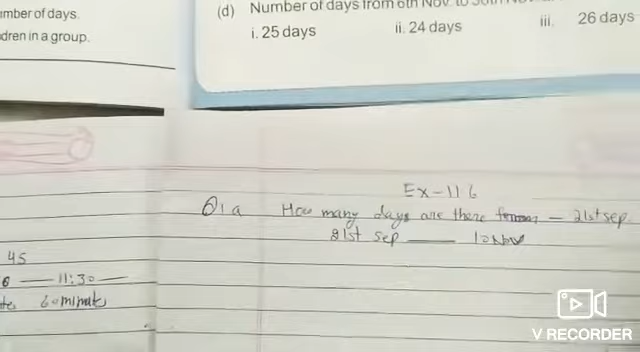 umber of days.
dren in a group.
(d) Number of days from 6th Nov. to 30th
i. 25 days ii. 24 days iii. 26 days
Ex-11 6
Q1 a How many days are there from – 21st sep.
21st sep —— 10 Nov
45
—— 11:30 ——
60 minutes
V RECORDER